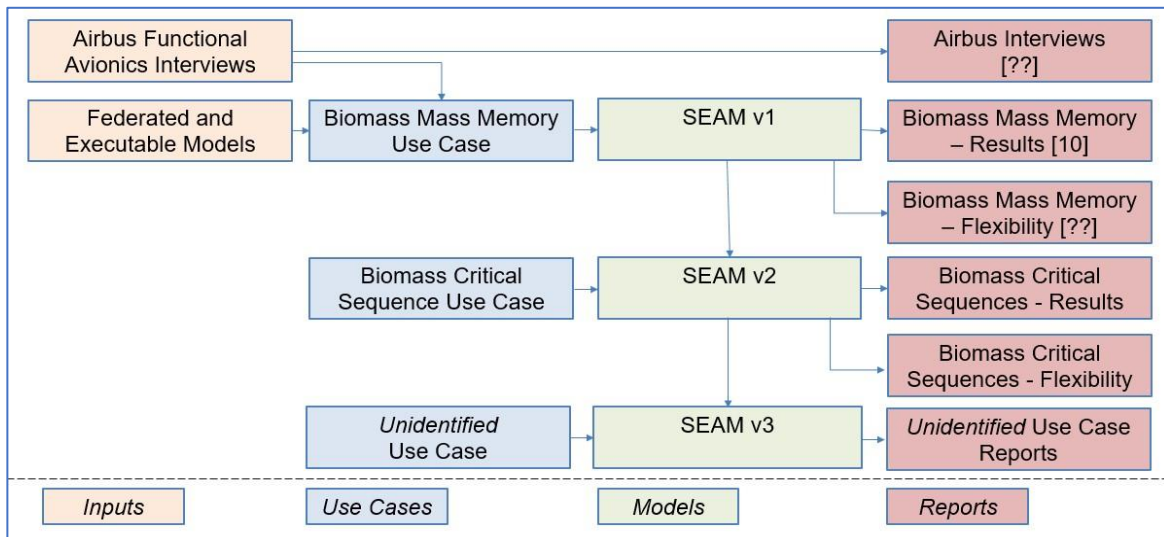 Airbus Functional
Avionics Interviews
Airbus Interviews
[??]
Federated and
Executable Models
Biomass Mass Memory
Use Case
SEAM v1
Biomass Mass Memory
– Results [10]
Biomass Mass Memory
– Flexibility [??]
Biomass Critical
Sequence Use Case
SEAM v2
Biomass Critical
Sequences - Results
Biomass Critical
Sequences - Flexibility
Unidentified
Use Case
SEAM v3
Unidentified Use Case
Reports
Inputs
Use Cases
Models
Reports